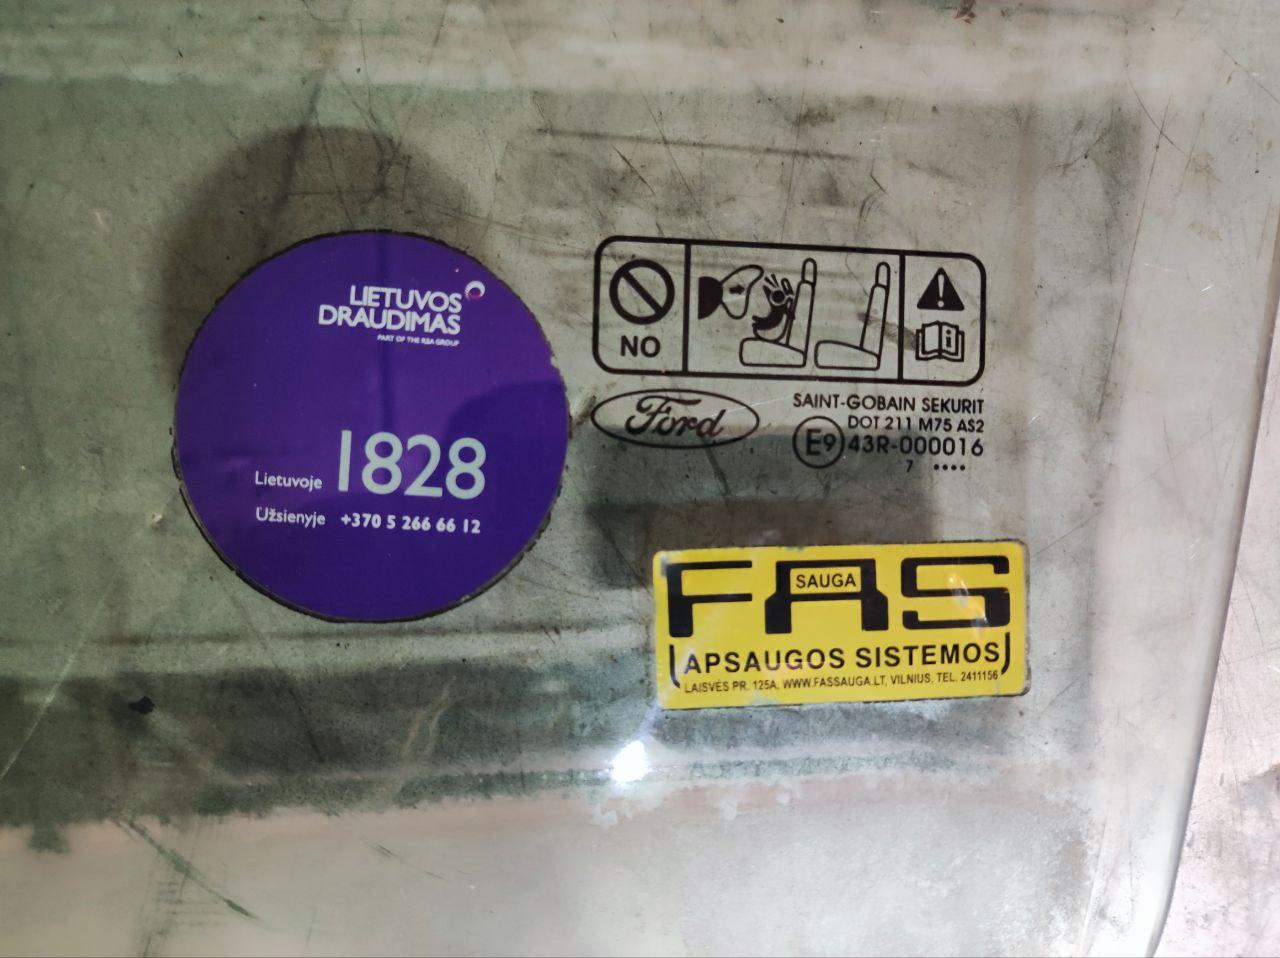 LIETUVOS
DRAUDIMAS
PART OF THE RSA GROUP
Lietuvoje 1828
Užsienyje +370 5 266 66 12
NO
Ford
SAINT-GOBAIN SEKURIT
DOT 211 M75 AS2
E9 43R-000016
7 ••••
FAS
SAUGA
APSAUGOS SISTEMOS
LAISVĖS PR. 125A, WWW.FASSAUGA.LT, VILNIUS, TEL. 2411156